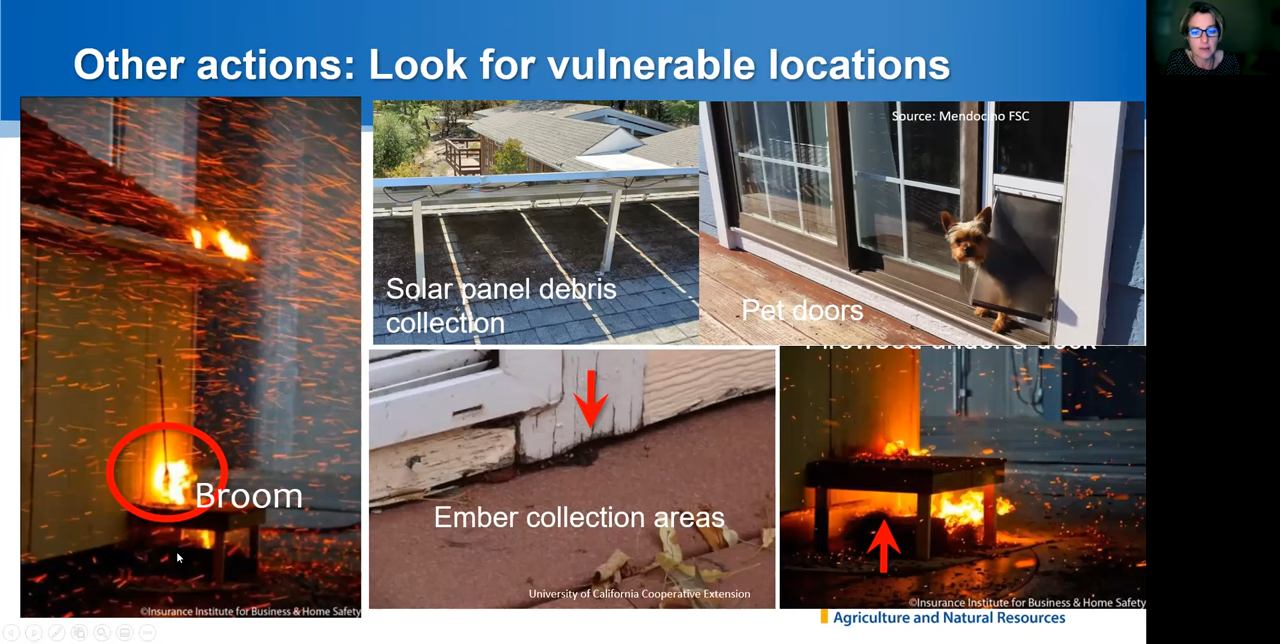 Other actions: Look for vulnerable locations
Source: Mendocino FSC
Solar panel debris
collection
Pet doors
Firewood under a deck
Broom
Ember collection areas
University of California Cooperative Extension
©Insurance Institute for Business & Home Safety
©Insurance Institute for Business & Home Safety
Agriculture and Natural Resources